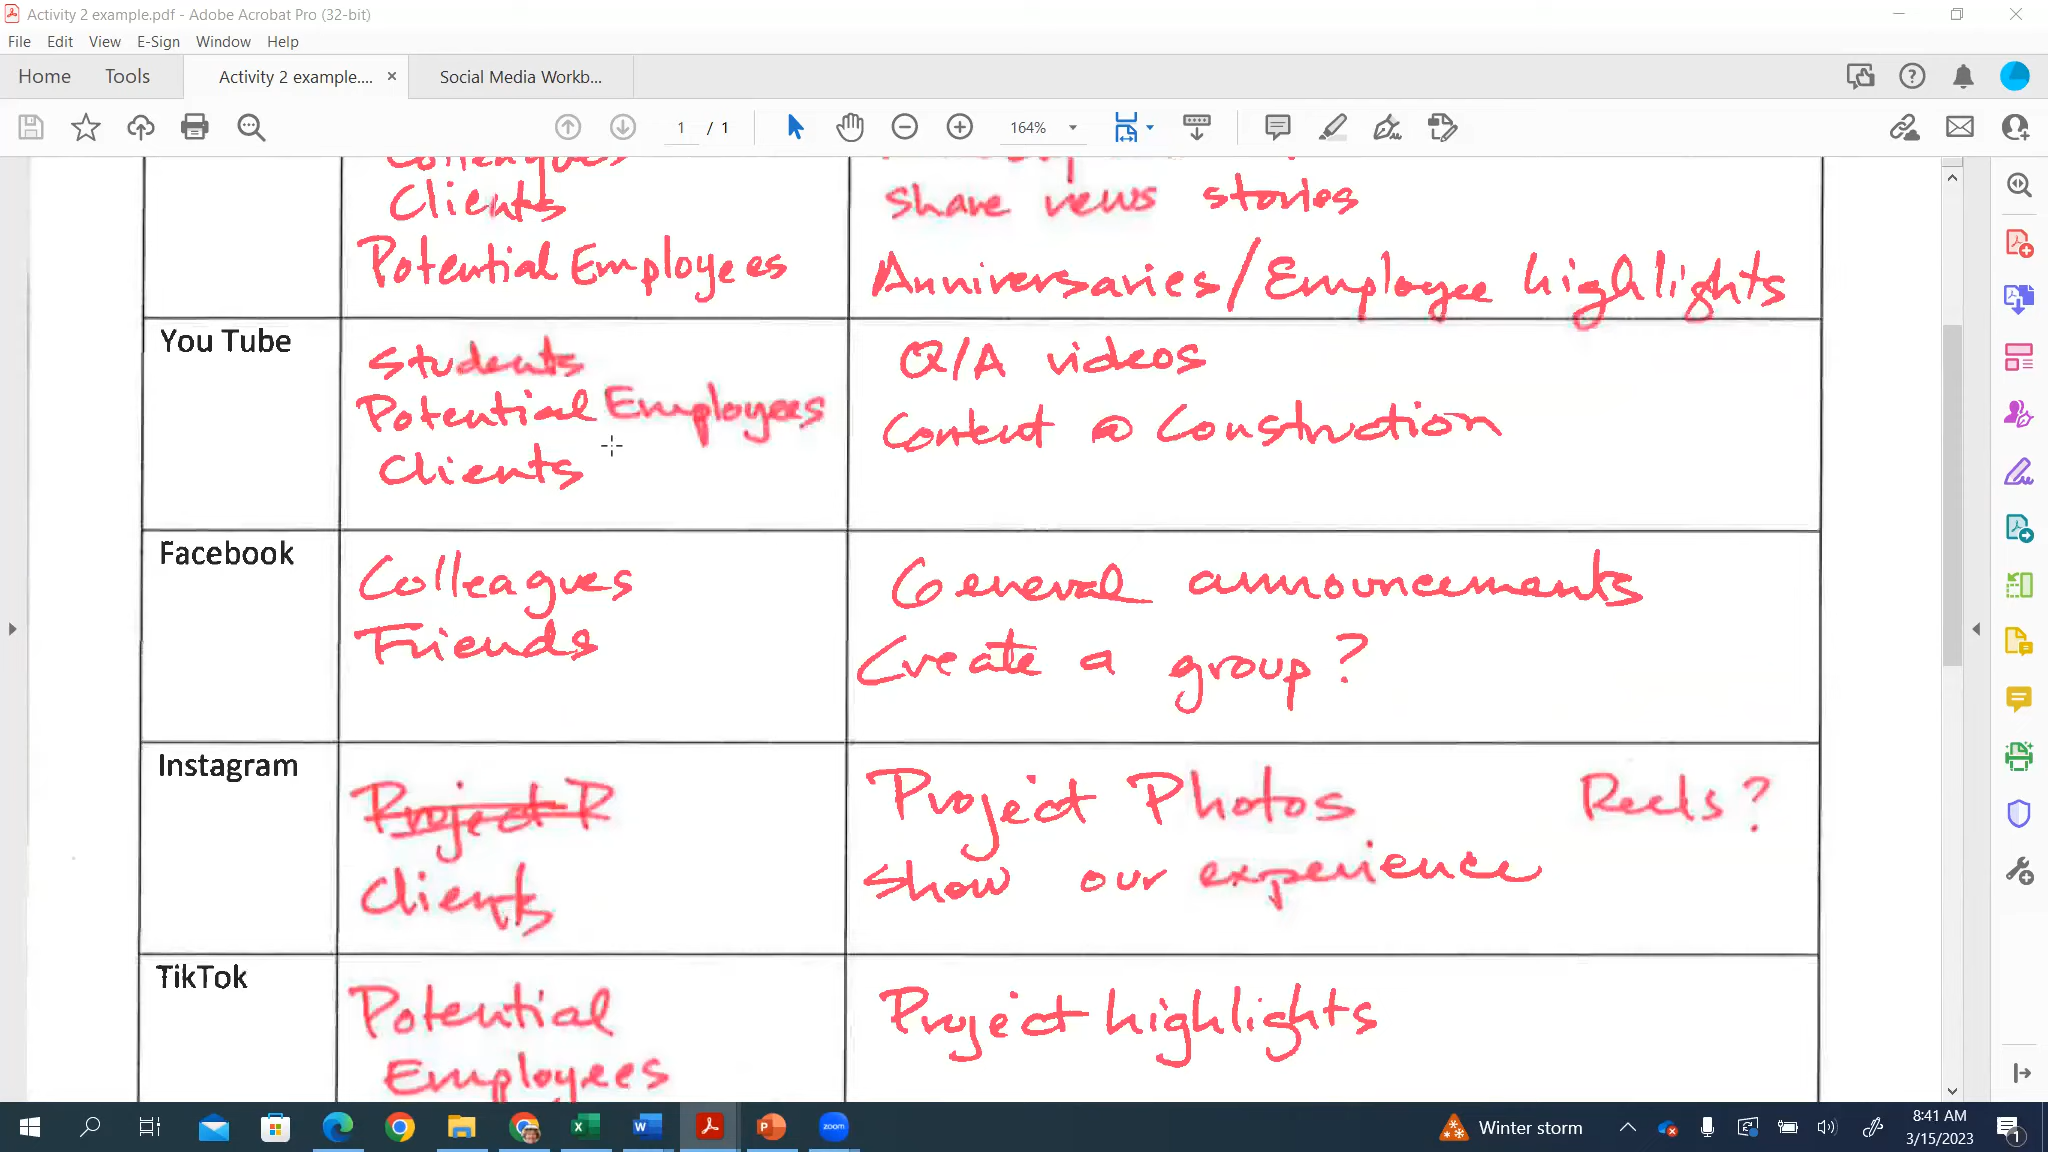 Activity 2 example.pdf - Adobe Acrobat Pro (32-bit)
File Edit View E-Sign Window Help
Home Tools Activity 2 example.... × Social Media Workb...
1 / 1 164%
Colleagues
Clients share news stories
Potential Employees Anniversaries/Employee highlights
You Tube
Students Q/A videos
Potential Employees Content @ Construction
Clients
Facebook
Colleagues General announcements
Friends Create a group?
Instagram
Project P Project Photos Reels?
Clients Show our experience
TikTok
Potential Project highlights
Employees
zoom Winter storm 8:41 AM
3/15/2023 1